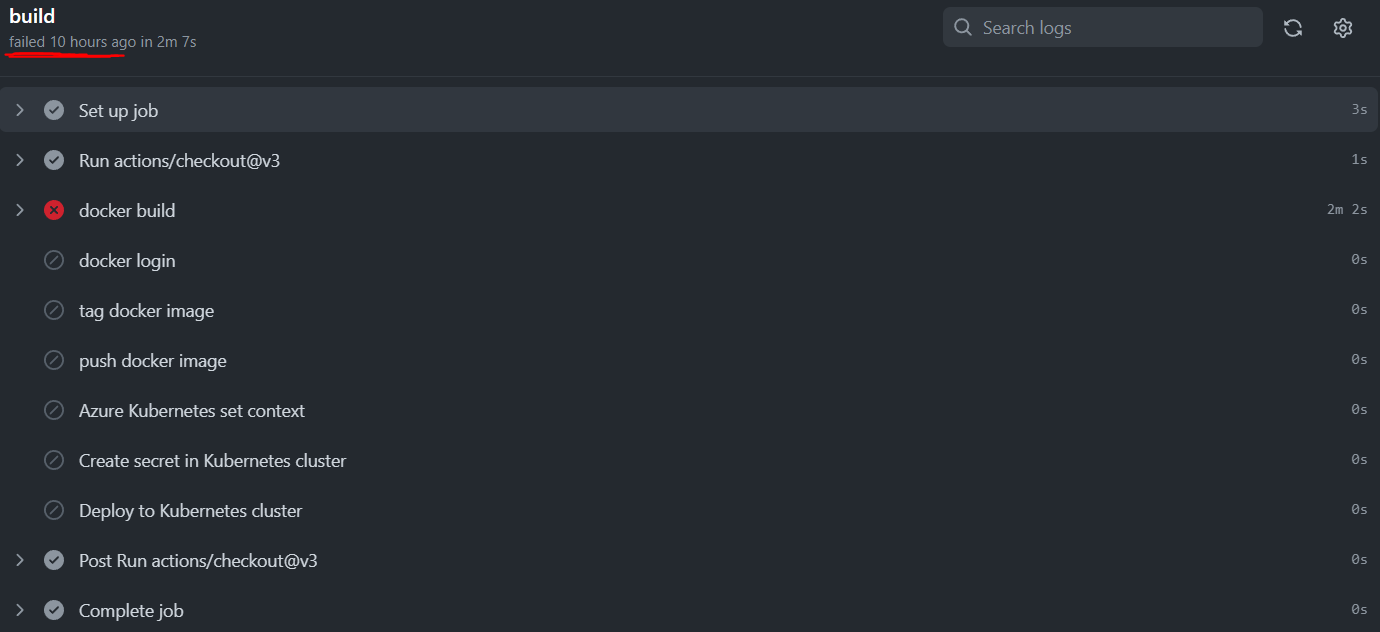 build
failed 10 hours ago in 2m 7s
Search logs
Set up job 3s
Run actions/checkout@v3 1s
docker build 2m 2s
docker login 0s
tag docker image 0s
push docker image 0s
Azure Kubernetes set context 0s
Create secret in Kubernetes cluster 0s
Deploy to Kubernetes cluster 0s
Post Run actions/checkout@v3 0s
Complete job 0s